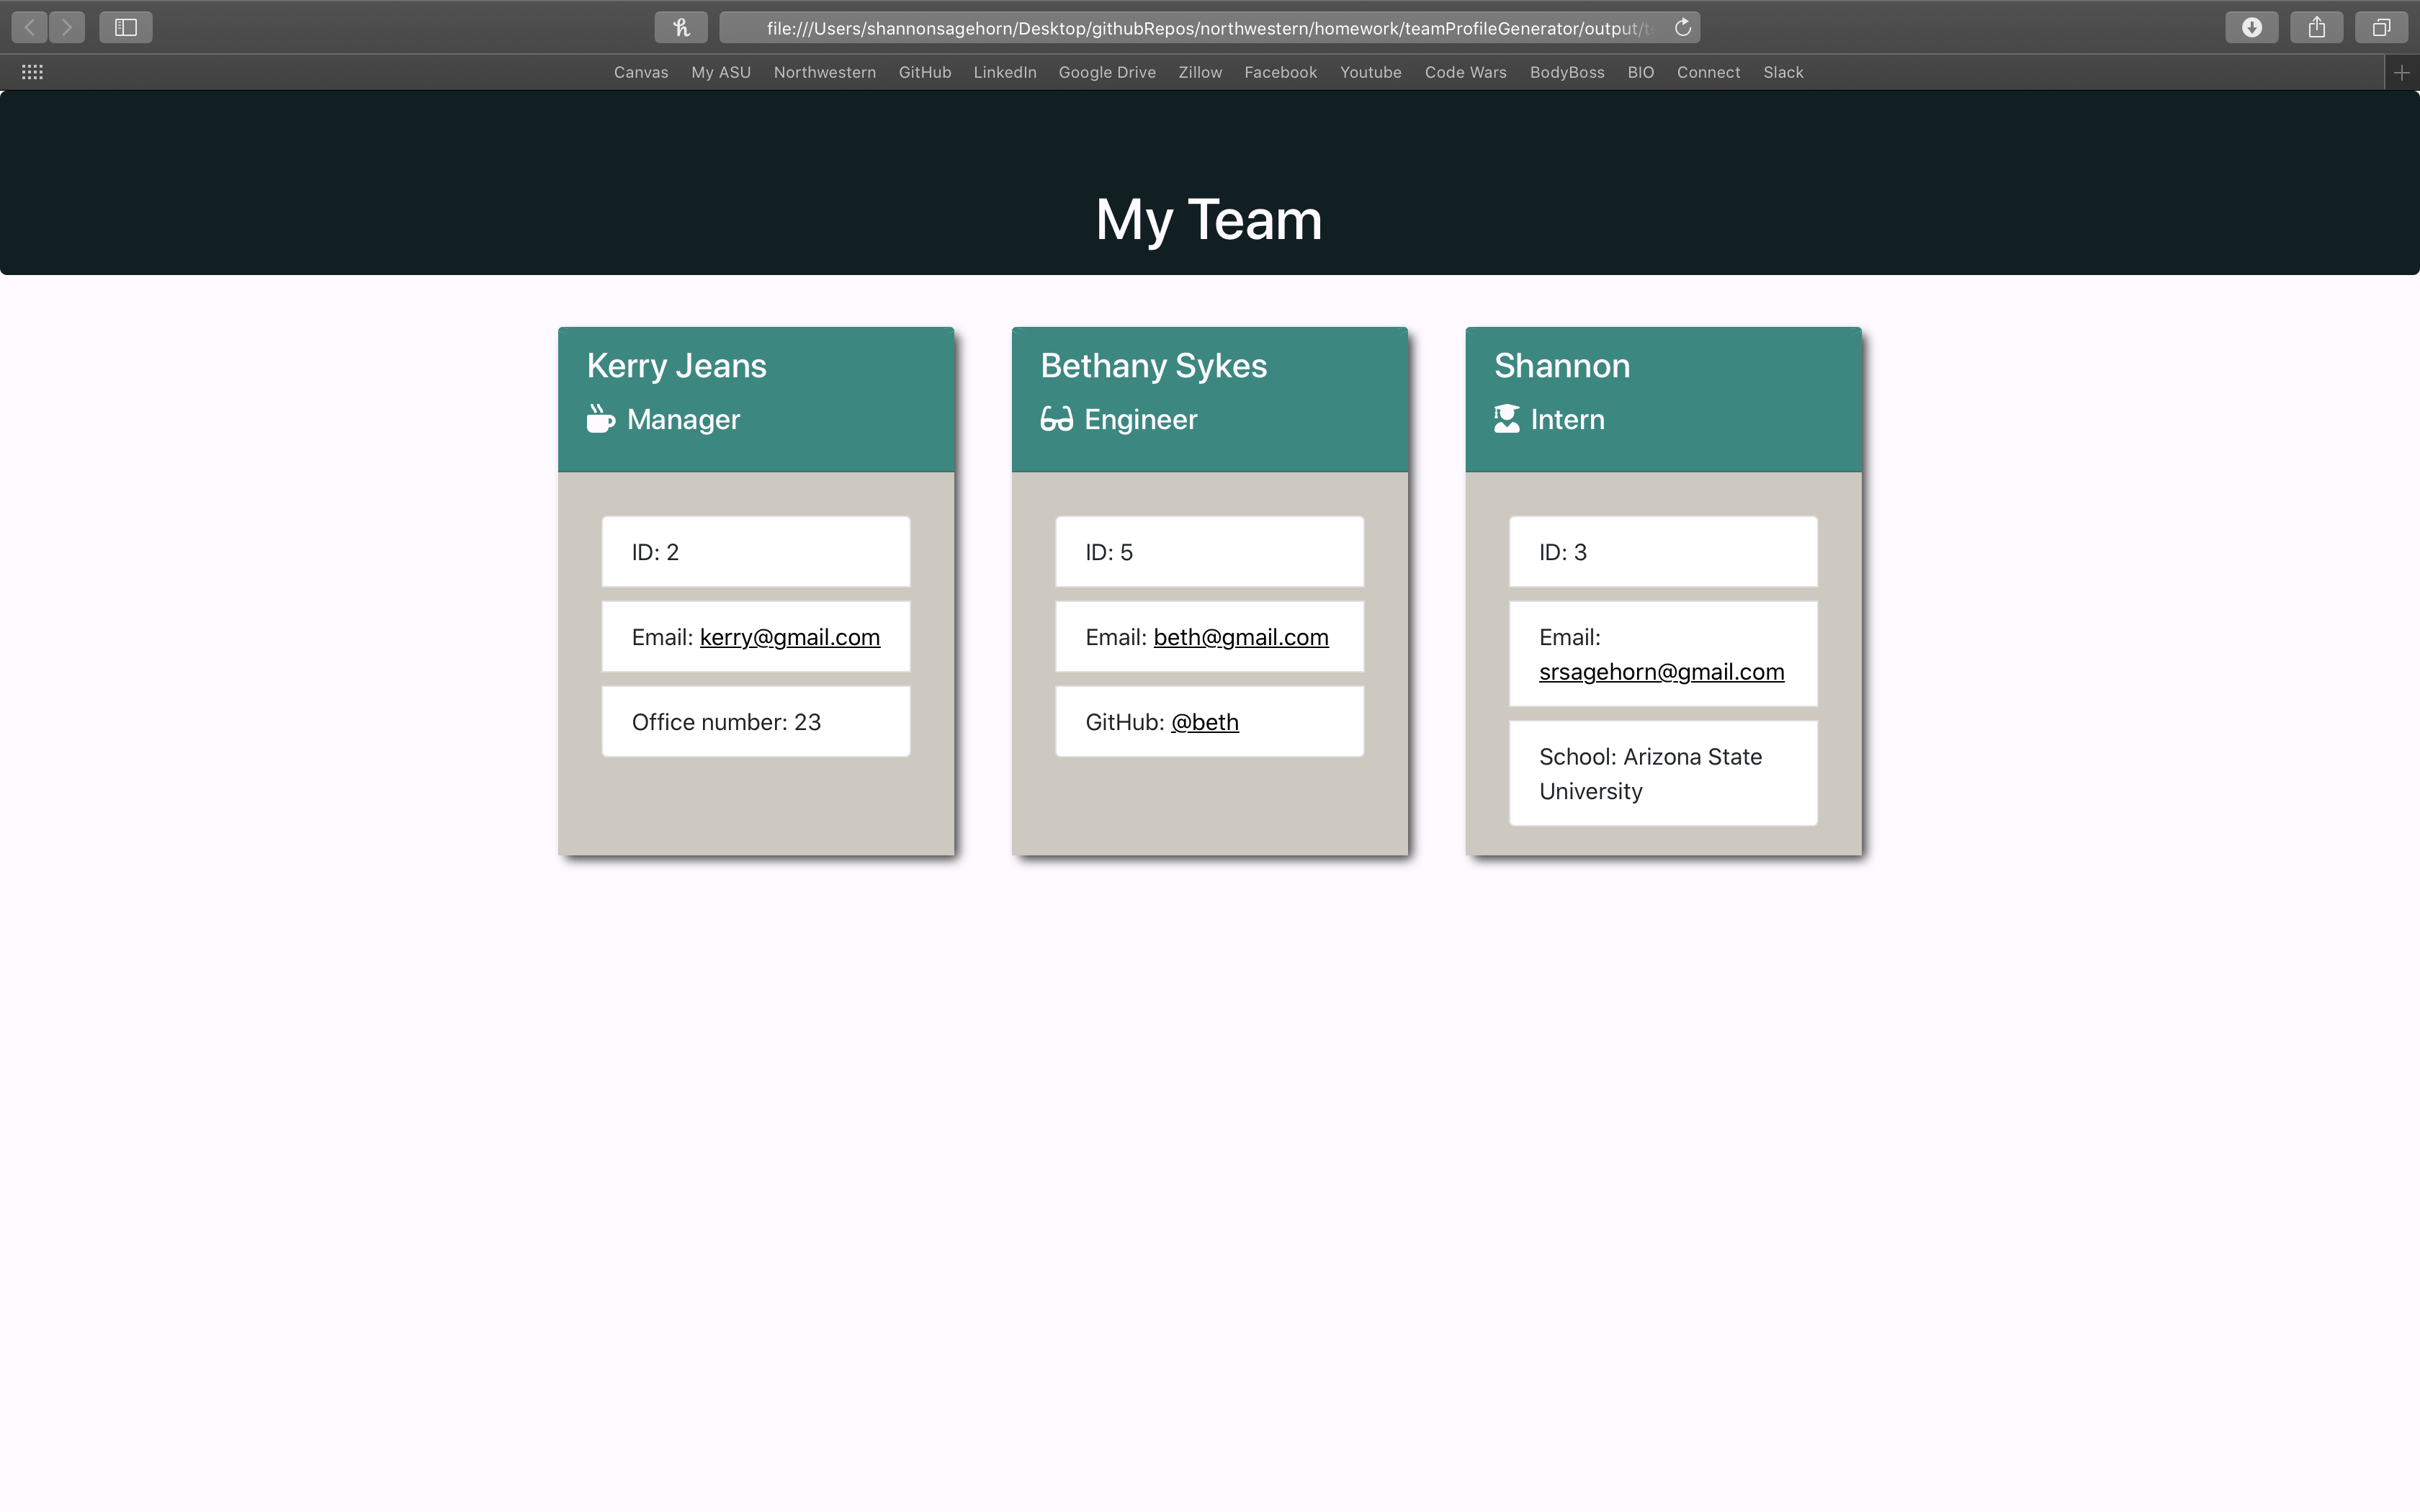 file:///Users/shannonsagehorn/Desktop/githubRepos/northwestern/homework/teamProfileGenerator/output/
Canvas My ASU Northwestern GitHub LinkedIn Google Drive Zillow Facebook Youtube Code Wars BodyBoss BIO Connect Slack
My Team
Kerry Jeans
Manager
ID: 2
Email: kerry@gmail.com
Office number: 23
Bethany Sykes
Engineer
ID: 5
Email: beth@gmail.com
GitHub: @beth
Shannon
Intern
ID: 3
Email:
srsagehorn@gmail.com
School: Arizona State
University